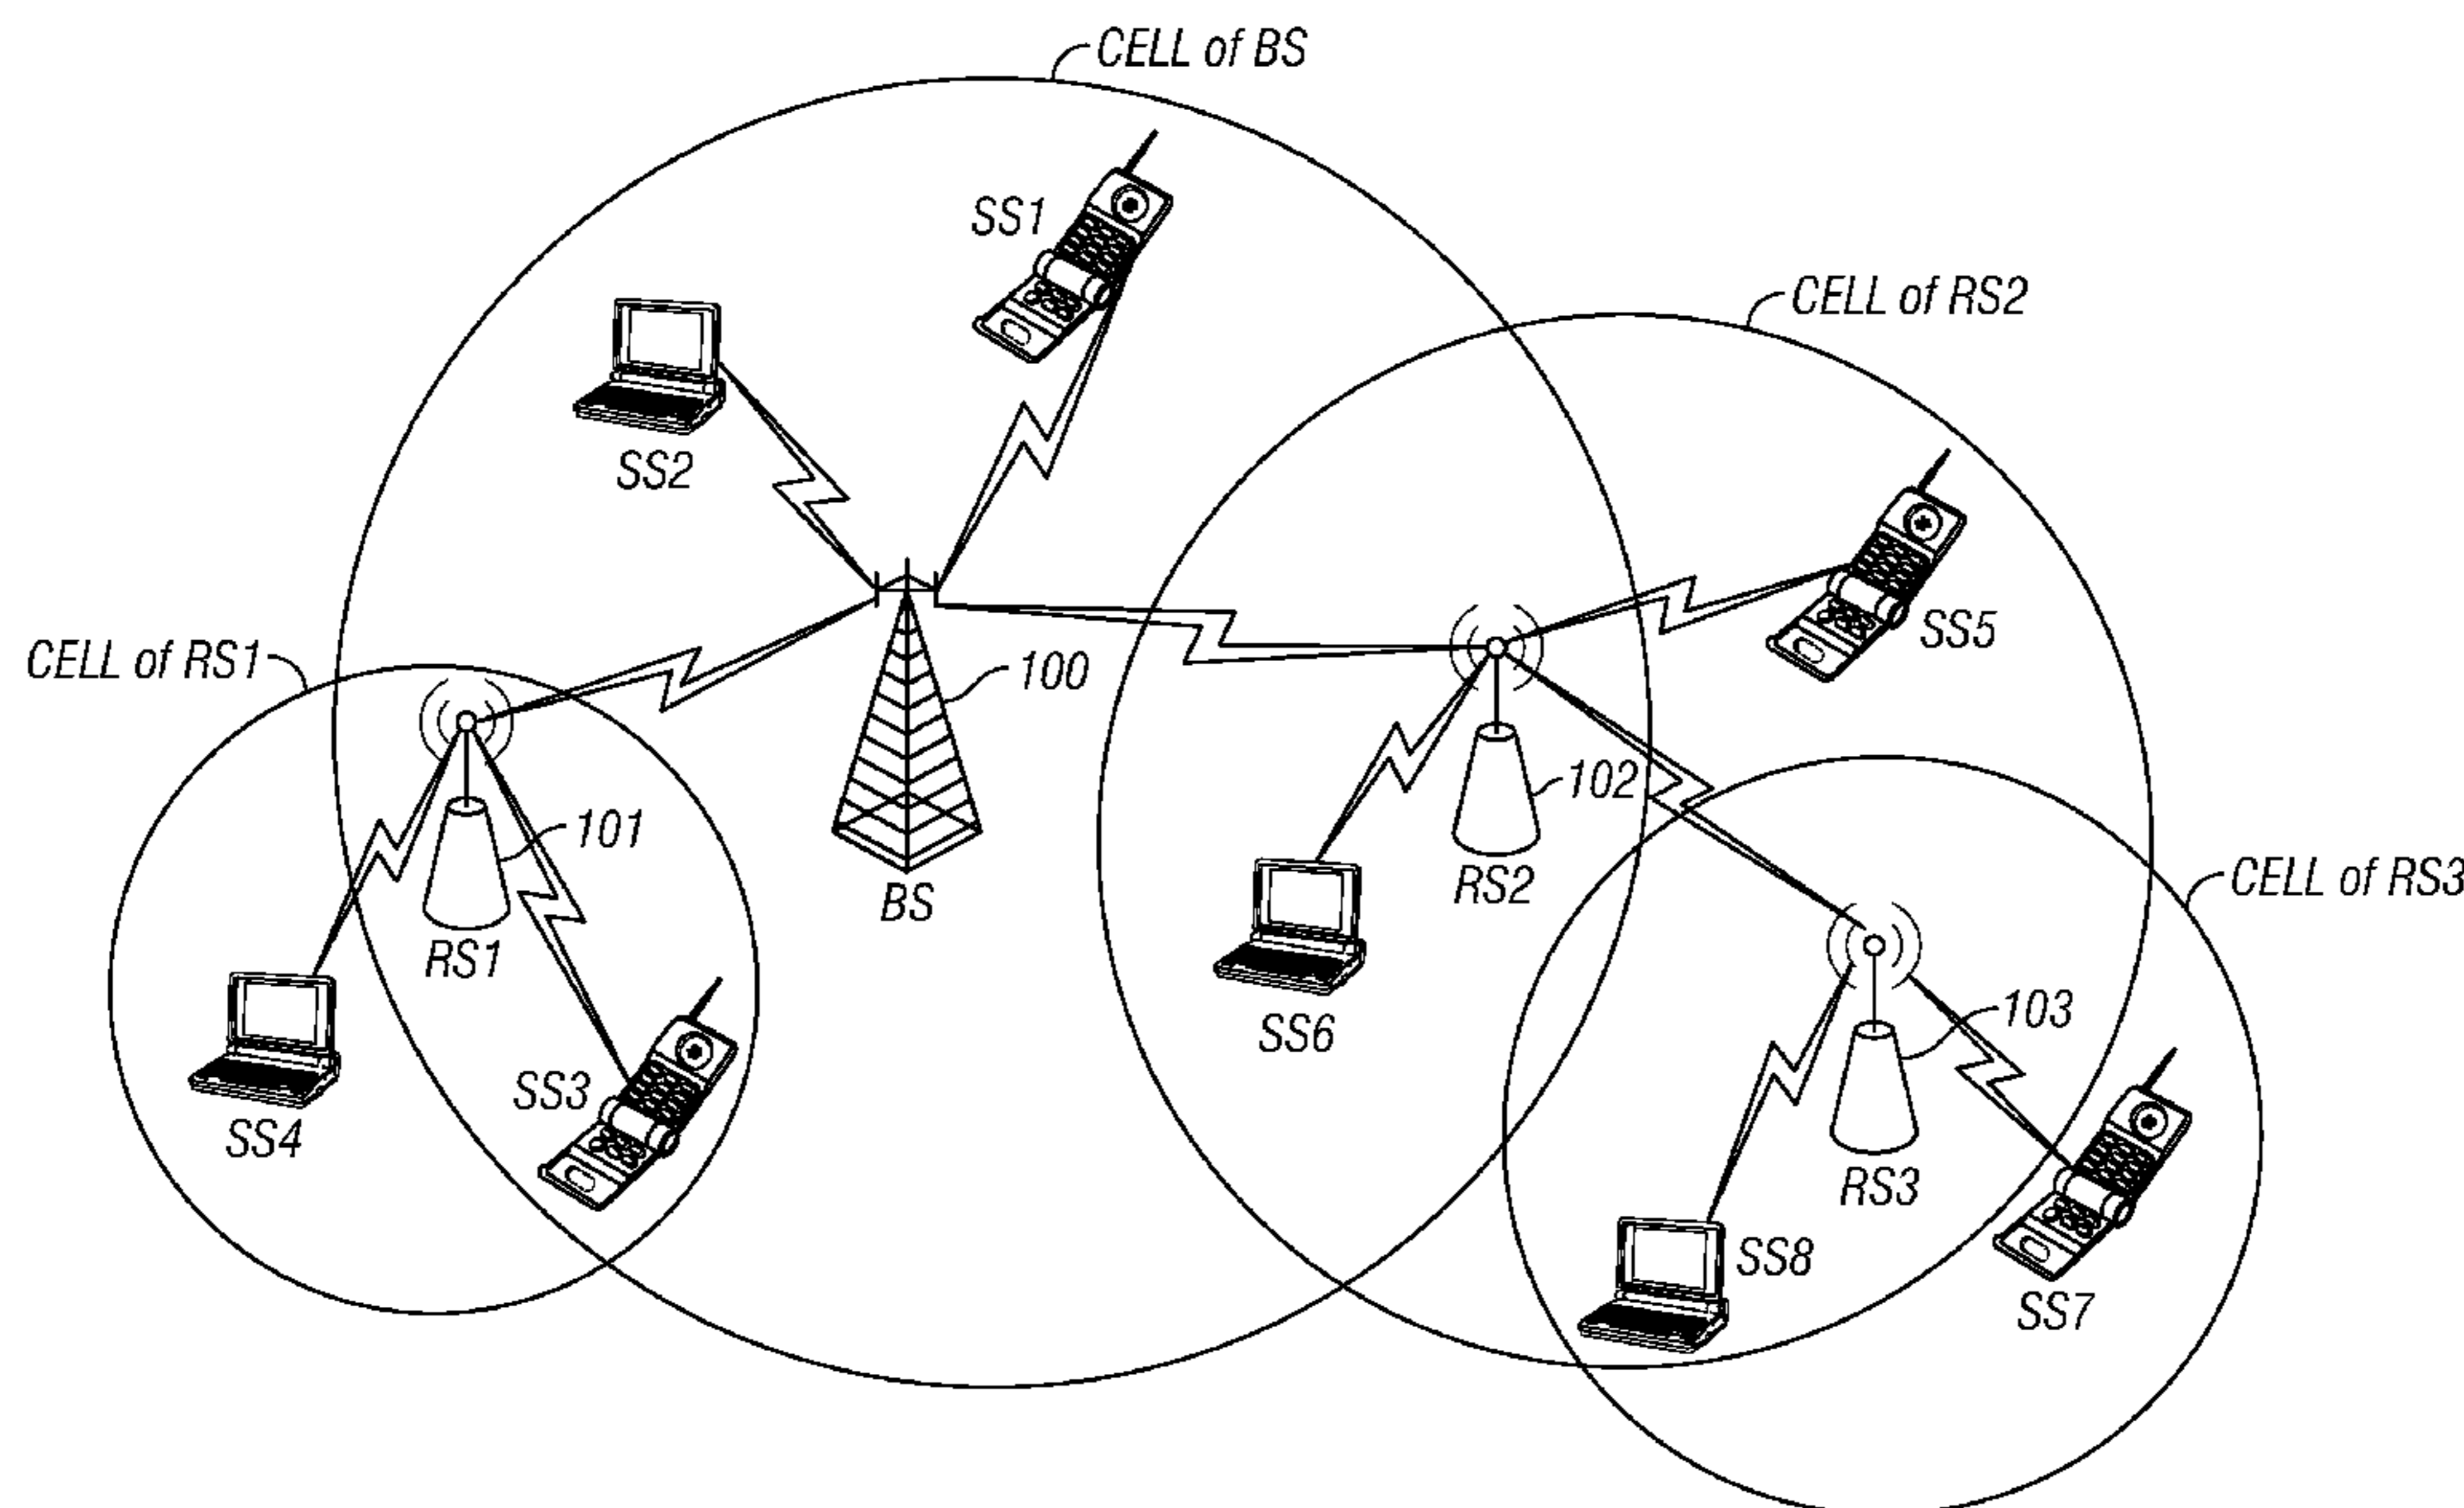 CELL of BS
SS1
CELL of RS2
SS2
SS5
CELL of RS1
100
102
101
CELL of RS3
RS2
BS
RS1
103
SS6
SS3
SS4
RS3
SS8
SS7